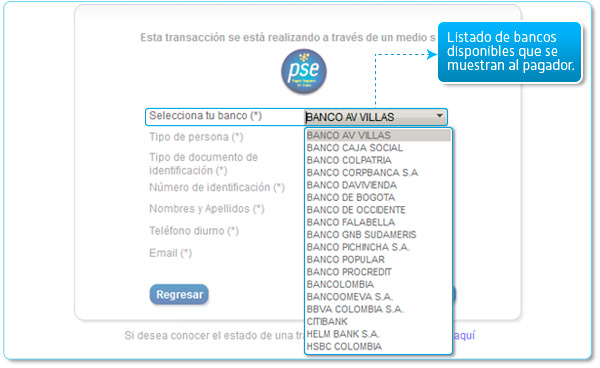 Esta transacción se está realizando a través de un medio s
Listado de bancos
disponibles que se
muestran al pagador.
pse
Selecciona tu banco (*)
BANCO AV VILLAS
BANCO AV VILLAS
BANCO CAJA SOCIAL
BANCO COLPATRIA
BANCO CORPBANCA S.A
BANCO DAVIVIENDA
BANCO DE BOGOTA
BANCO DE OCCIDENTE
BANCO FALABELLA
BANCO GNB SUDAMERIS
BANCO PICHINCHA S.A.
BANCO POPULAR
BANCO PROCREDIT
BANCOLOMBIA
BANCOOMEVA S.A.
BBVA COLOMBIA S.A.
CITIBANK
HELM BANK S.A.
HSBC COLOMBIA
Tipo de persona (*)
Tipo de documento de
identificación (*)
Número de identificación (*)
Nombres y Apellidos (*)
Teléfono diurno (*)
Email (*)
Regresar
Si desea conocer el estado de una tra
aquí